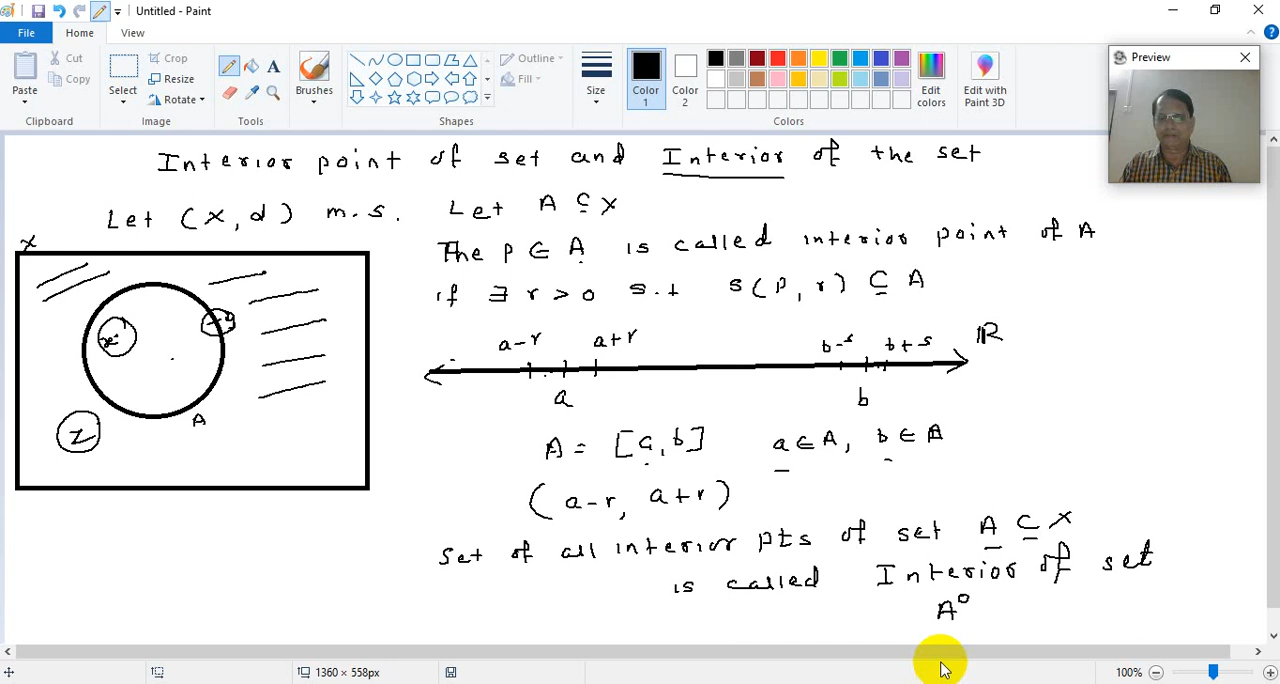 Untitled - Paint
File Home View
Paste Cut Copy Clipboard
Select Crop Resize Rotate Image
A Tools
Brushes
Outline Fill Shapes
Size
Color 1 Color 2 Edit colors Colors
Edit with Paint 3D
Preview
Interior point of set and Interior of the set
Let (X, d) m.s. Let A ⊆ X
The p ∈ A is called interior point of A
if ∃ r > 0 s.t S(p, r) ⊆ A
X
x
y
z
A
a-r a+r b-s b+s ℝ
a b
A = [a, b] a ∈ A, b ∈ A
(a-r, a+r)
Set of all interior pts of set A ⊆ X
is called Interior of set
A°
1360 × 558px 100%